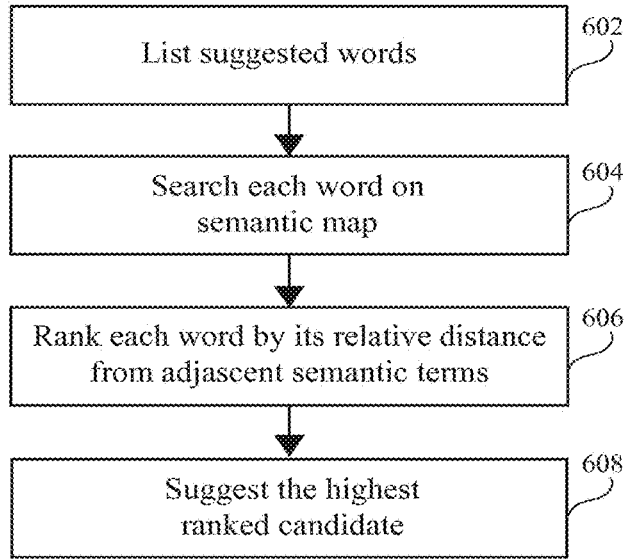 List suggested words
602
Search each word on
semantic map
604
Rank each word by its relative distance
from adjascent semantic terms
606
Suggest the highest
ranked candidate
608